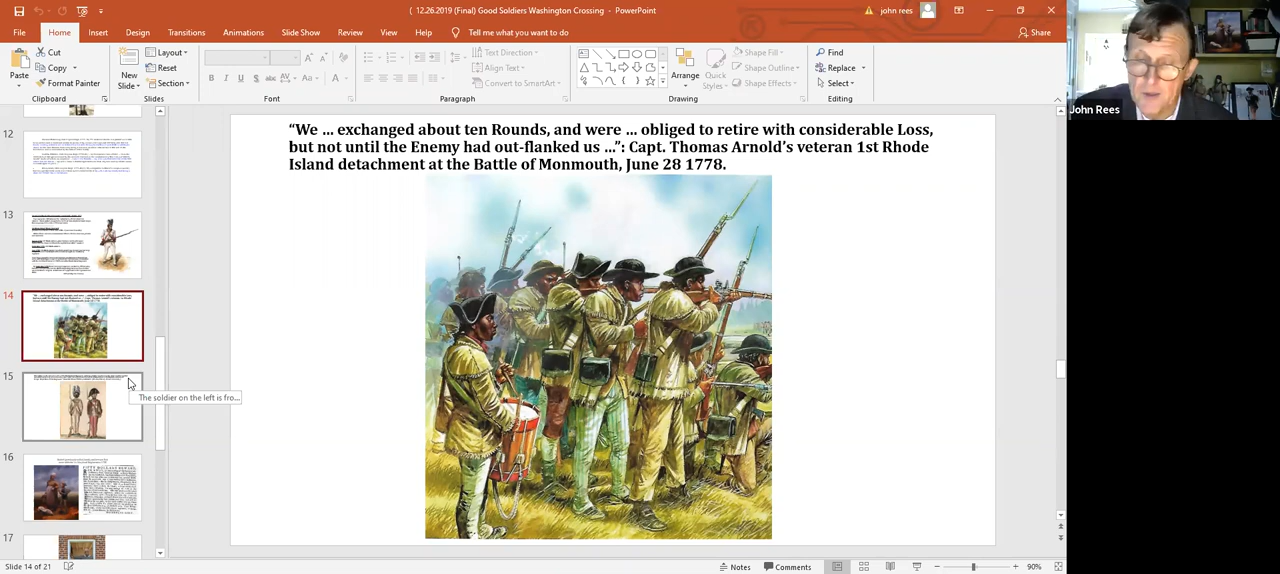 ( 12.26.2019 (Final) Good Soldiers Washington Crossing - PowerPoint
john rees
File Home Insert Design Transitions Animations Slide Show Review View Help Tell me what you want to do Share
Paste
Cut
Copy
Format Painter
Clipboard
New
Slide
Layout
Reset
Section
Slides
B I U S abc AV Aa A
Font
Text Direction
Align Text
Convert to SmartArt
Paragraph
Arrange
Quick
Styles
Shape Fill
Shape Outline
Shape Effects
Drawing
Find
Replace
Select
Editing
John Rees
12
13
14
15
16
17
The soldier on the left is fro...
“We ... exchanged about ten Rounds, and were ... obliged to retire with considerable Loss,
but not until the Enemy had out-flanked us ...”: Capt. Thomas Arnold’s veteran 1st Rhode
Island detachment at the Battle of Monmouth, June 28 1778.
Slide 14 of 21
Notes
Comments
90%